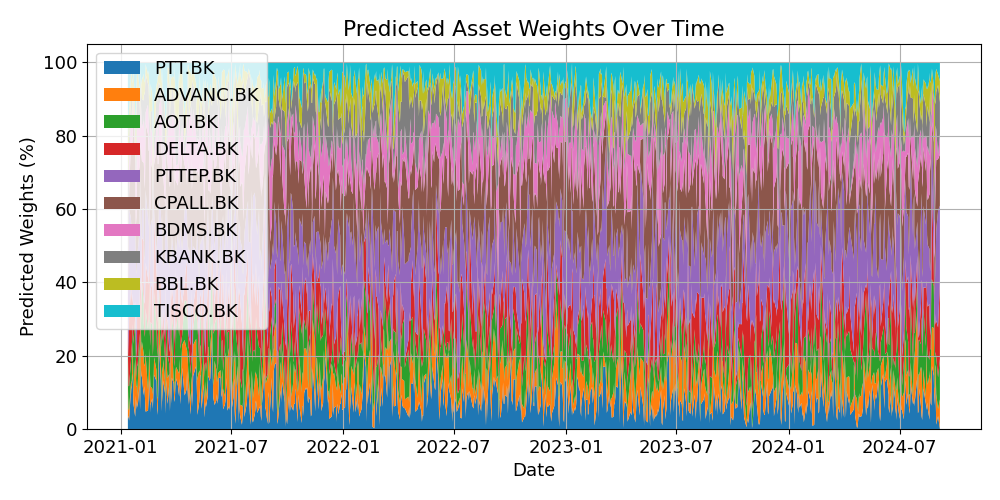 Predicted Asset Weights Over Time
Predicted Weights (%)
100
80
60
40
20
0
PTT.BK
ADVANC.BK
AOT.BK
DELTA.BK
PTTEP.BK
CPALL.BK
BDMS.BK
KBANK.BK
BBL.BK
TISCO.BK
2021-01 2021-07 2022-01 2022-07 2023-01 2023-07 2024-01 2024-07
Date